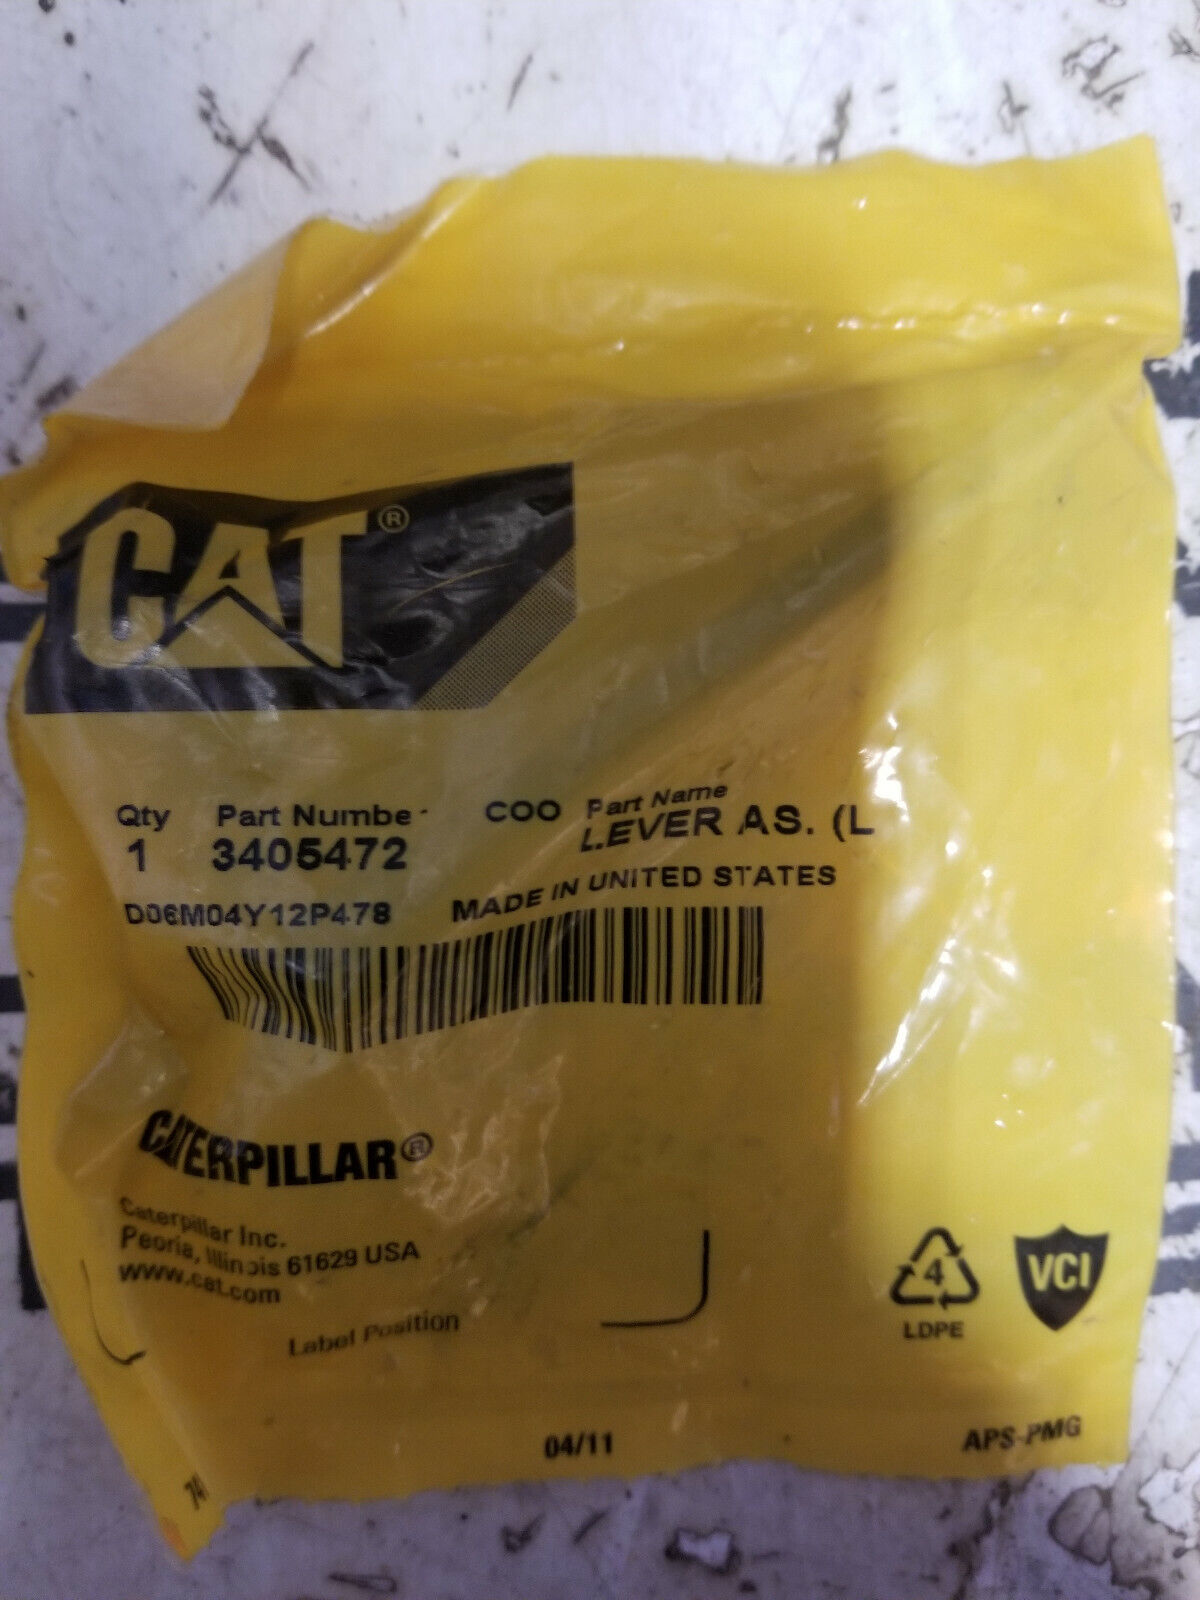 CAT®
Qty Part Number COO Part Name
1 3405472 LEVER AS. (L
D06M04Y12P478 MADE IN UNITED STATES
CATERPILLAR®
Caterpillar Inc.
Peoria, Illinois 61629 USA
www.cat.com
Label Position
4
LDPE
VCI
04/11
APS-PMG